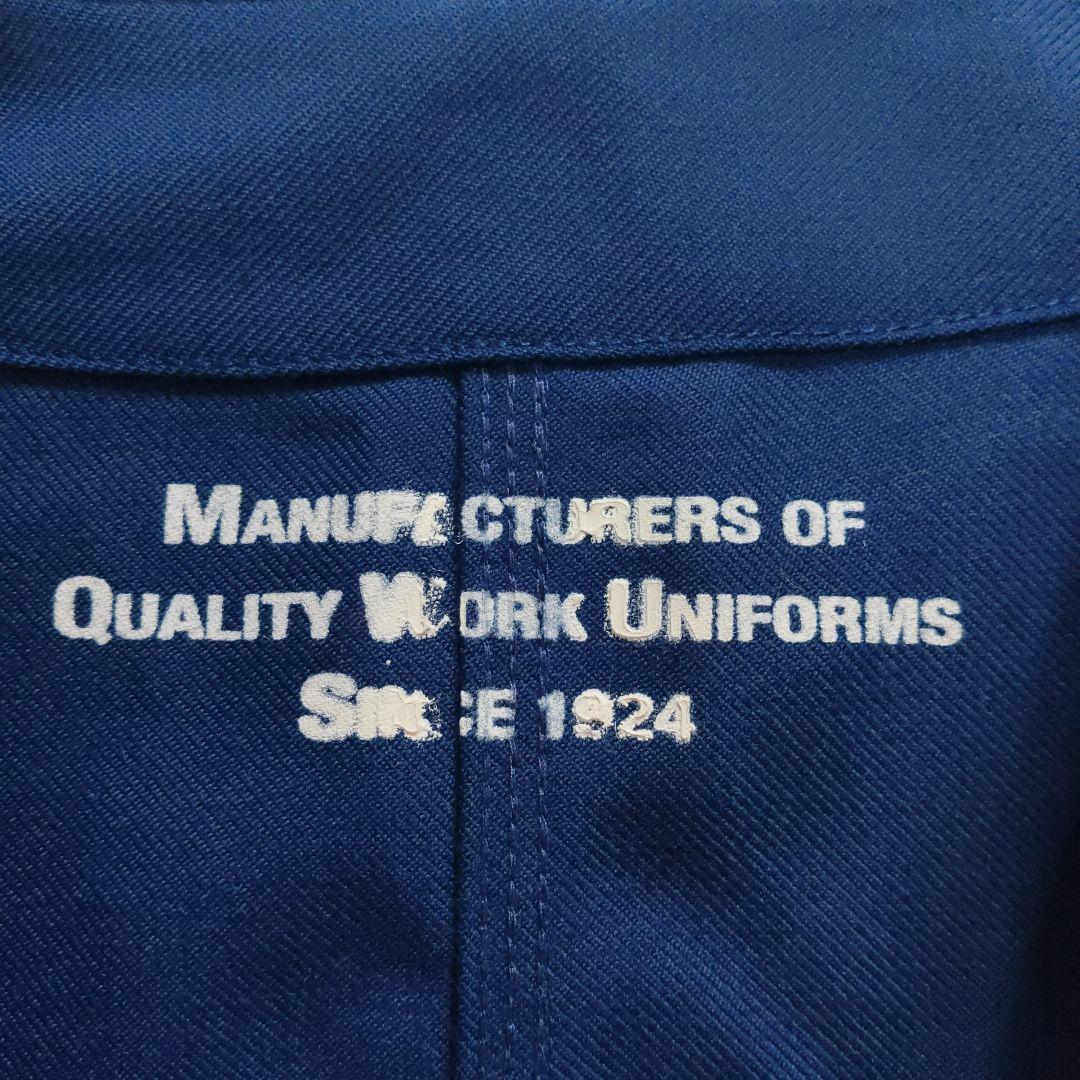 MANUFACTURERS OF
QUALITY WORK UNIFORMS
SINCE 1924